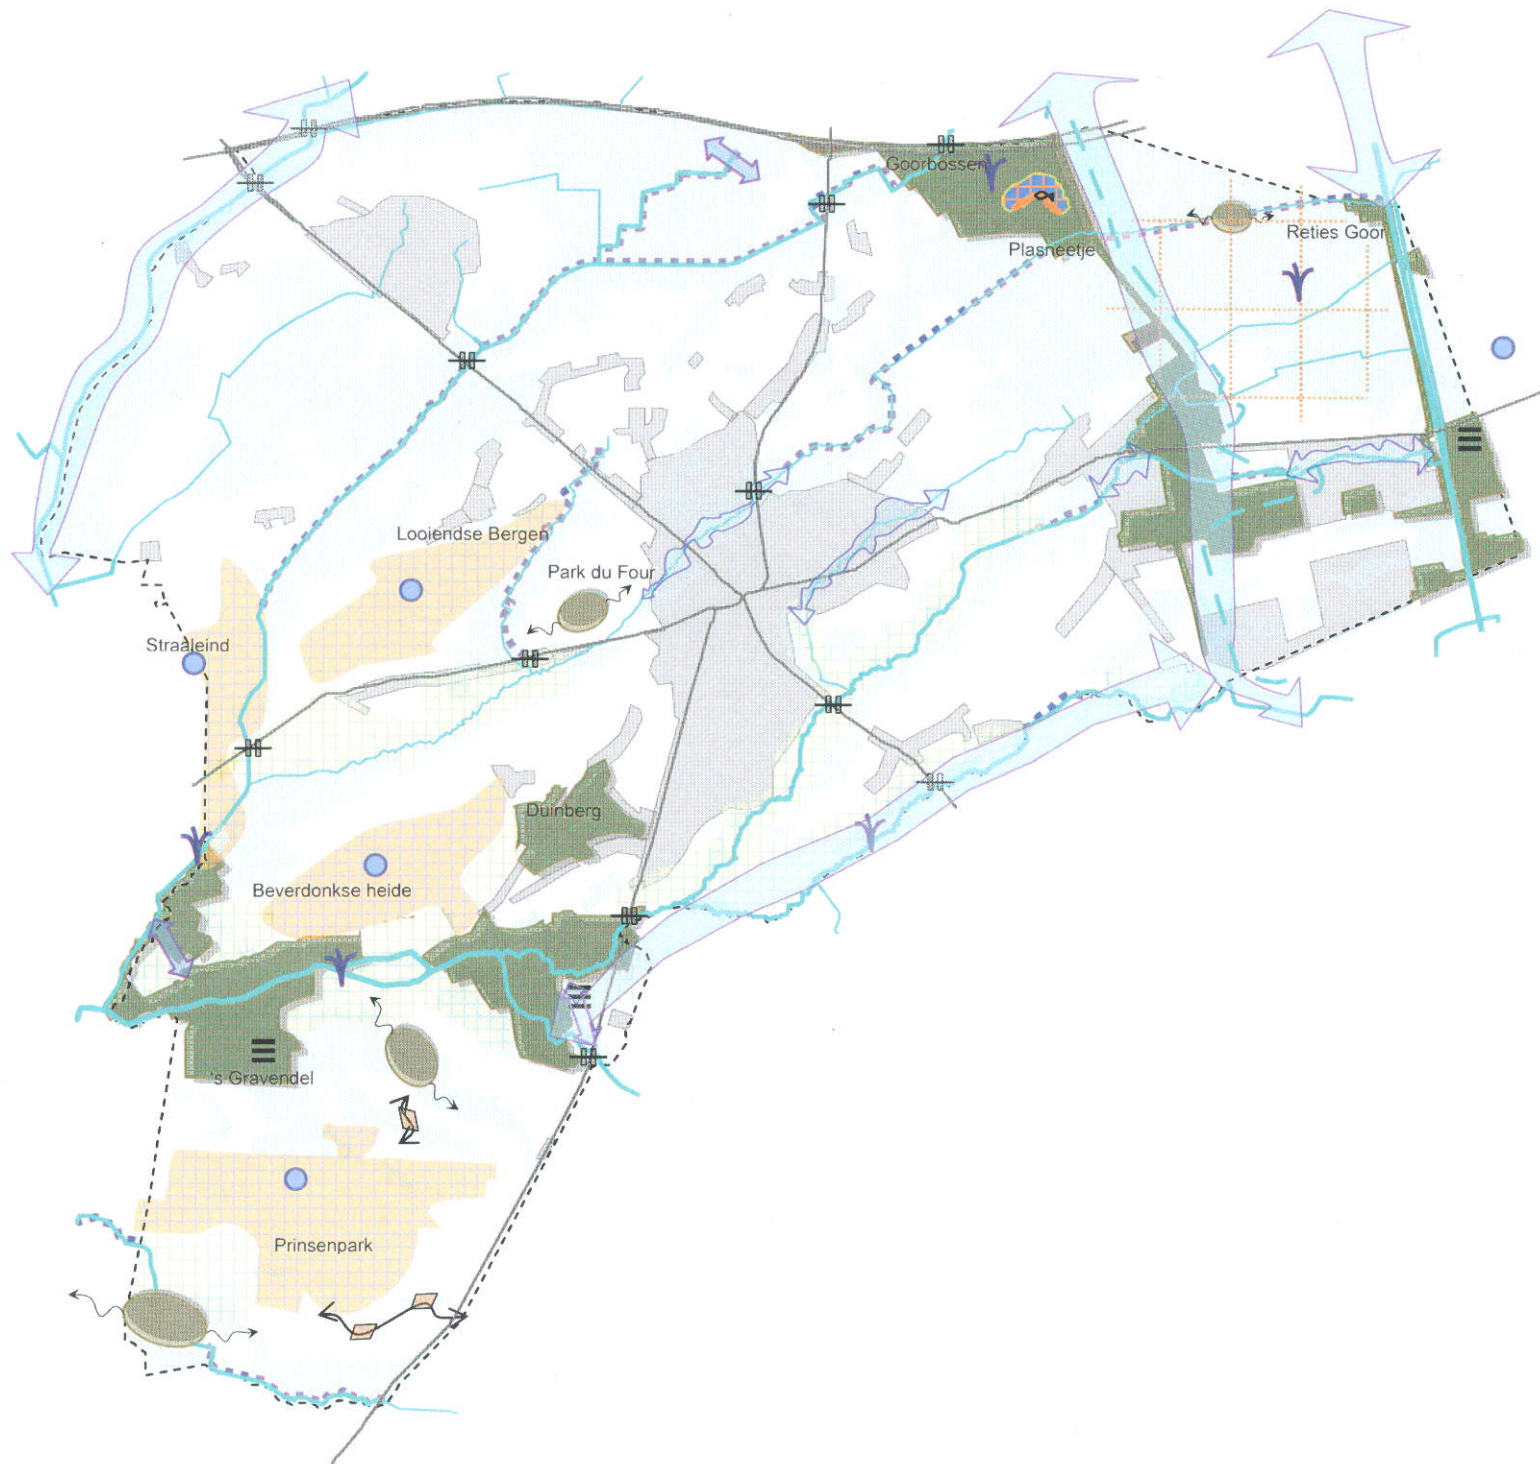 Goorbossen
Reties Goor
Plasneetje
Looiendse Bergen
Park du Four
Straaleind
Duinberg
Beverdonkse heide
's Gravendel
Prinsenpark